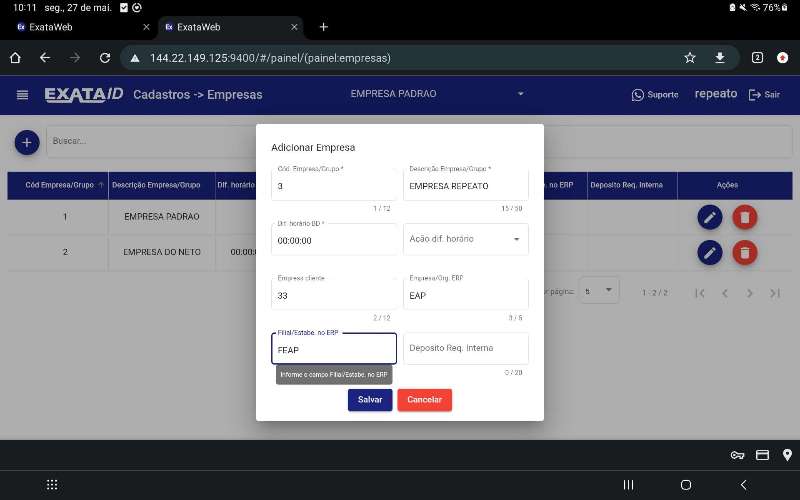 10:11 seg., 27 de mai.
76%
ExataWeb
ExataWeb
144.22.149.125:9400/#/painel/(painel:empresas)
2
EXATA/D Cadastros -> Empresas
EMPRESA PADRAO
Suporte
repeato
Sair
Buscar...
Cód Empresa/Grupo
Descrição Empresa/Grupo
Dif. horário
no ERP
Deposito Req. Interna
Ações
1
EMPRESA PADRAO
2
EMPRESA DO NETO
00:00:
página:
5
1 - 2 / 2
Adicionar Empresa
Cód. Empresa/Grupo *
3
1 / 12
Descrição Empresa/Grupo *
EMPRESA REPEATO
15 / 50
Dif. horário BD *
00:00:00
Ação dif. horário
Empresa cliente
33
2 / 12
Empresa/Org. ERP
EAP
3 / 5
Filial/Estabe. no ERP
FEAP
Informe o campo Filial/Estabe. no ERP
Deposito Req. Interna
0 / 20
Salvar
Cancelar